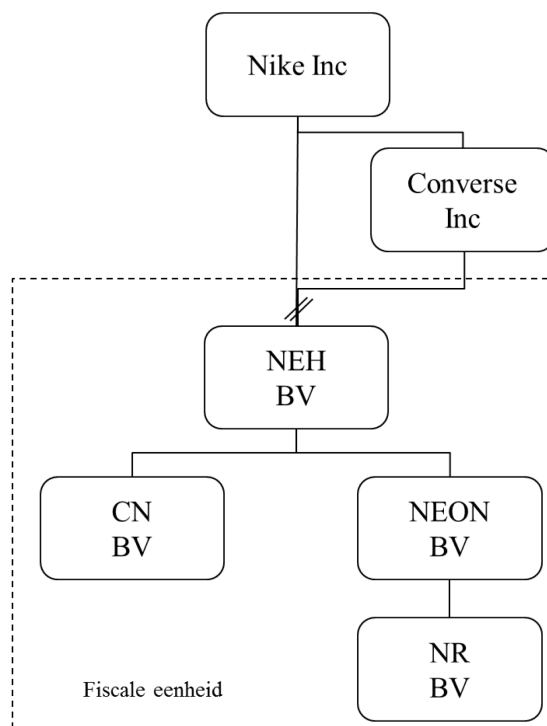 Nike Inc
Converse
Inc
NEH
BV
CN
BV
NEON
BV
NR
BV
Fiscale eenheid